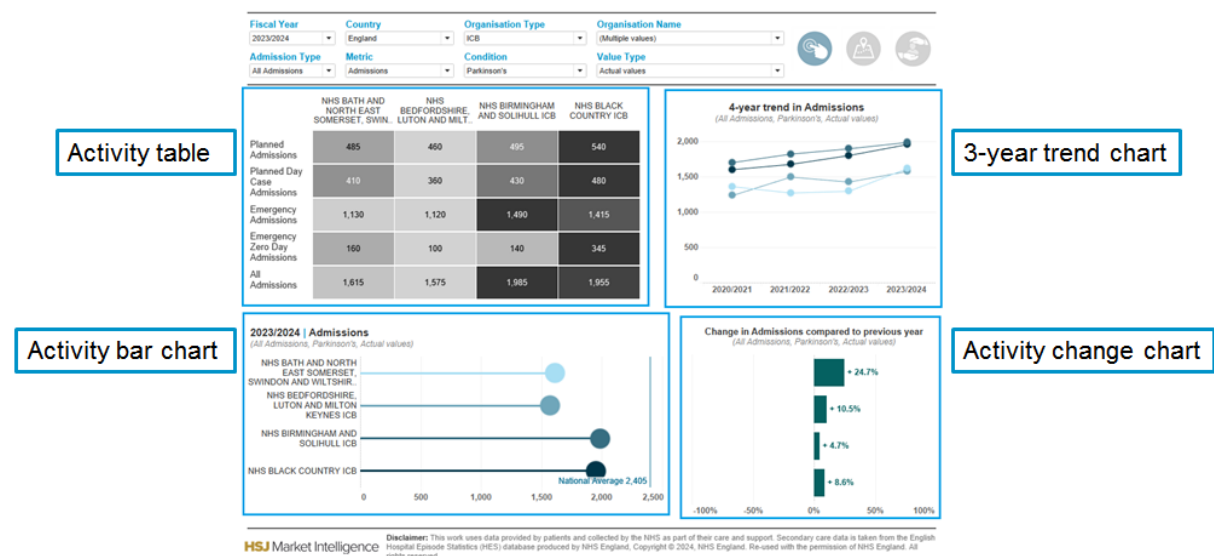 Fiscal Year
Country
Organisation Type
Organisation Name
2023/2024
England
ICB
(Multiple values)
Admission Type
Metric
Condition
Value Type
All Admissions
Admissions
Parkinson's
Actual values
Activity table
NHS BATH AND
NORTH EAST
SOMERSET, SWIN..
NHS
BEDFORDSHIRE,
LUTON AND MILT..
NHS BIRMINGHAM
AND SOLIHULL ICB
NHS BLACK
COUNTRY ICB
Planned
Admissions
485
460
495
540
Planned Day
Case
Admissions
410
360
430
480
Emergency
Admissions
1,130
1,120
1,490
1,415
Emergency
Zero Day
Admissions
160
100
140
345
All
Admissions
1,615
1,575
1,985
1,955
4-year trend in Admissions
(All Admissions, Parkinson's, Actual values)
2,000
1,500
1,000
500
0
2020/2021
2021/2022
2022/2023
2023/2024
3-year trend chart
Activity bar chart
2023/2024 | Admissions
(All Admissions, Parkinson's, Actual values)
NHS BATH AND NORTH
EAST SOMERSET,
SWINDON AND WILTSHIR..
NHS BEDFORDSHIRE,
LUTON AND MILTON
KEYNES ICB
NHS BIRMINGHAM AND
SOLIHULL ICB
NHS BLACK COUNTRY ICB
National Average 2,405
0
500
1,000
1,500
2,000
2,500
Change in Admissions compared to previous year
(All Admissions, Parkinson's, Actual values)
+ 24.7%
+ 10.5%
+ 4.7%
+ 8.6%
-100%
-50%
0%
50%
100%
Activity change chart
HSJ Market Intelligence
Disclaimer: This work uses data provided by patients and collected by the NHS as part of their care and support. Secondary care data is taken from the English
Hospital Episode Statistics (HES) database produced by NHS England, Copyright © 2024, NHS England. Re-used with the permission of NHS England. All
rights reserved.